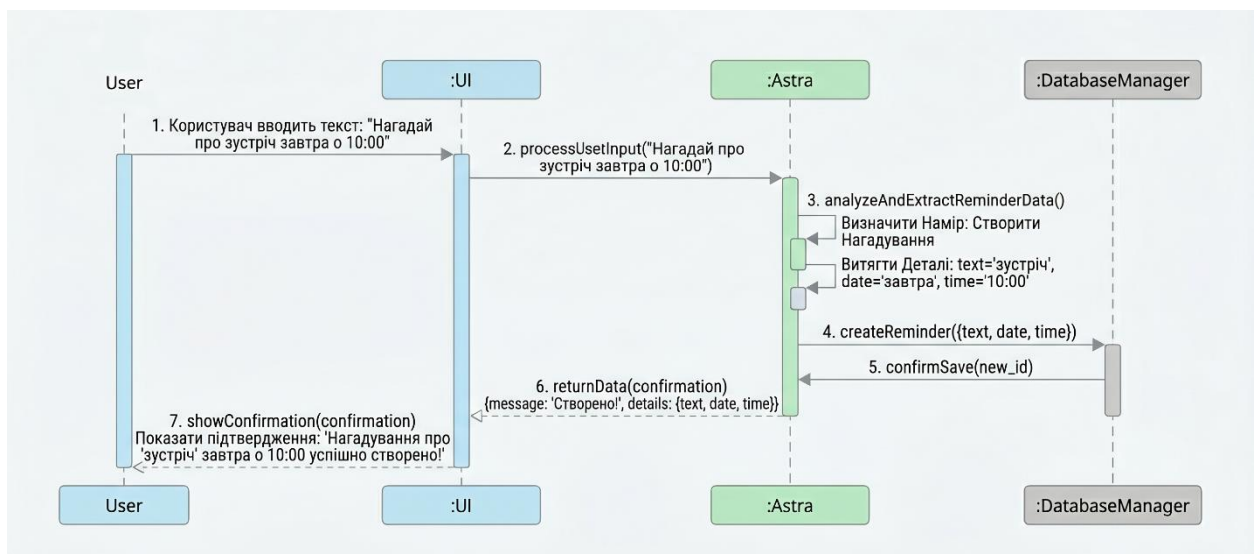 User
:UI
:Astra
:DatabaseManager
1. Користувач вводить текст: "Нагадай
про зустріч завтра о 10:00"
2. processUsetInput("Нагадай про
зустріч завтра о 10:00")
3. analyzeAndExtractReminderData()
Визначити Намір: Створити
Нагадування
Витягти Деталі: text='зустріч',
date='завтра', time='10:00'
4. createReminder({text, date, time})
5. confirmSave(new_id)
6. returnData(confirmation)
{message: 'Створено!', details: {text, date, time}}
7. showConfirmation(confirmation)
Показати підтвердження: 'Нагадування про
'зустріч' завтра о 10:00 успішно створено!'
User
:UI
:Astra
:DatabaseManager